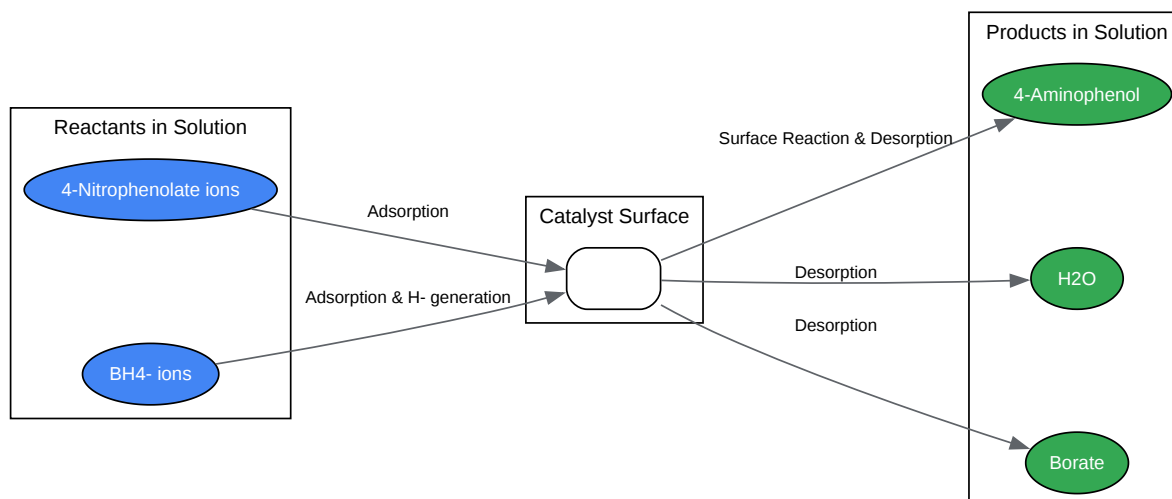 Reactants in Solution
4-Nitrophenolate ions
BH4- ions
Adsorption
Adsorption & H- generation
Catalyst Surface
Surface Reaction & Desorption
Desorption
Desorption
Products in Solution
4-Aminophenol
H2O
Borate